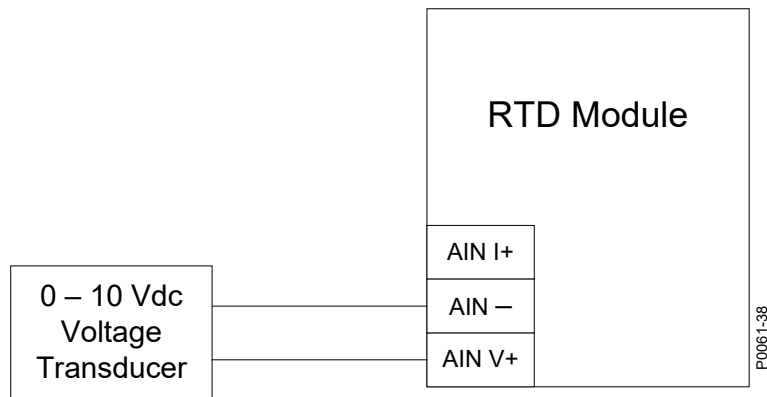 RTD Module
AIN I+
AIN –
AIN V+
0 – 10 Vdc
Voltage
Transducer
P0061-38